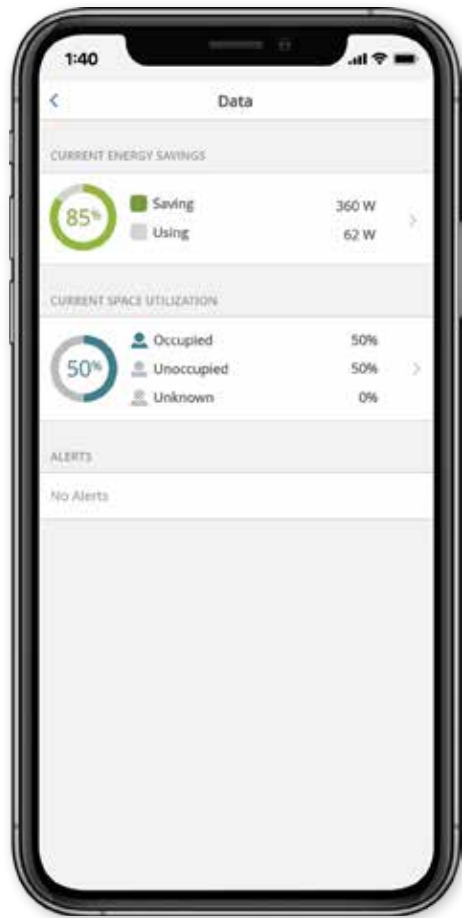 1:40
Data
CURRENT ENERGY SAVINGS
85%
Saving 360 W
Using 62 W
CURRENT SPACE UTILIZATION
50%
Occupied 50%
Unoccupied 50%
Unknown 0%
ALERTS
No Alerts